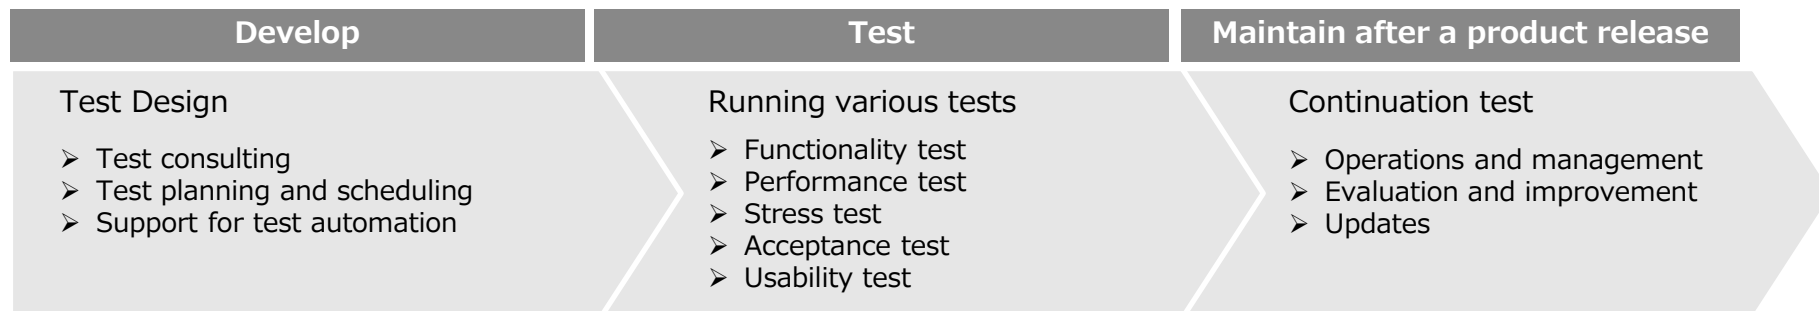 Develop
Test Design
➢ Test consulting
➢ Test planning and scheduling
➢ Support for test automation
Test
Running various tests
➢ Functionality test
➢ Performance test
➢ Stress test
➢ Acceptance test
➢ Usability test
Maintain after a product release
Continuation test
➢ Operations and management
➢ Evaluation and improvement
➢ Updates